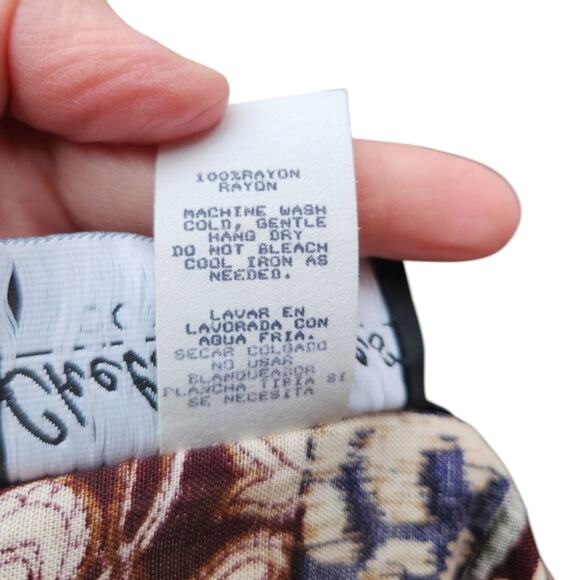 100%RAYON
RAYON
MACHINE WASH
COLD, GENTLE
HANG DRY
DO NOT BLEACH
COOL IRON AS
NEEDED.
LAVAR EN
LAVORADA CON
AGUA FRIA.
SECAR COLGADO
NO USAR
BLANQUEADOR
PLANCHA TIBIA SI
SE NECESITA